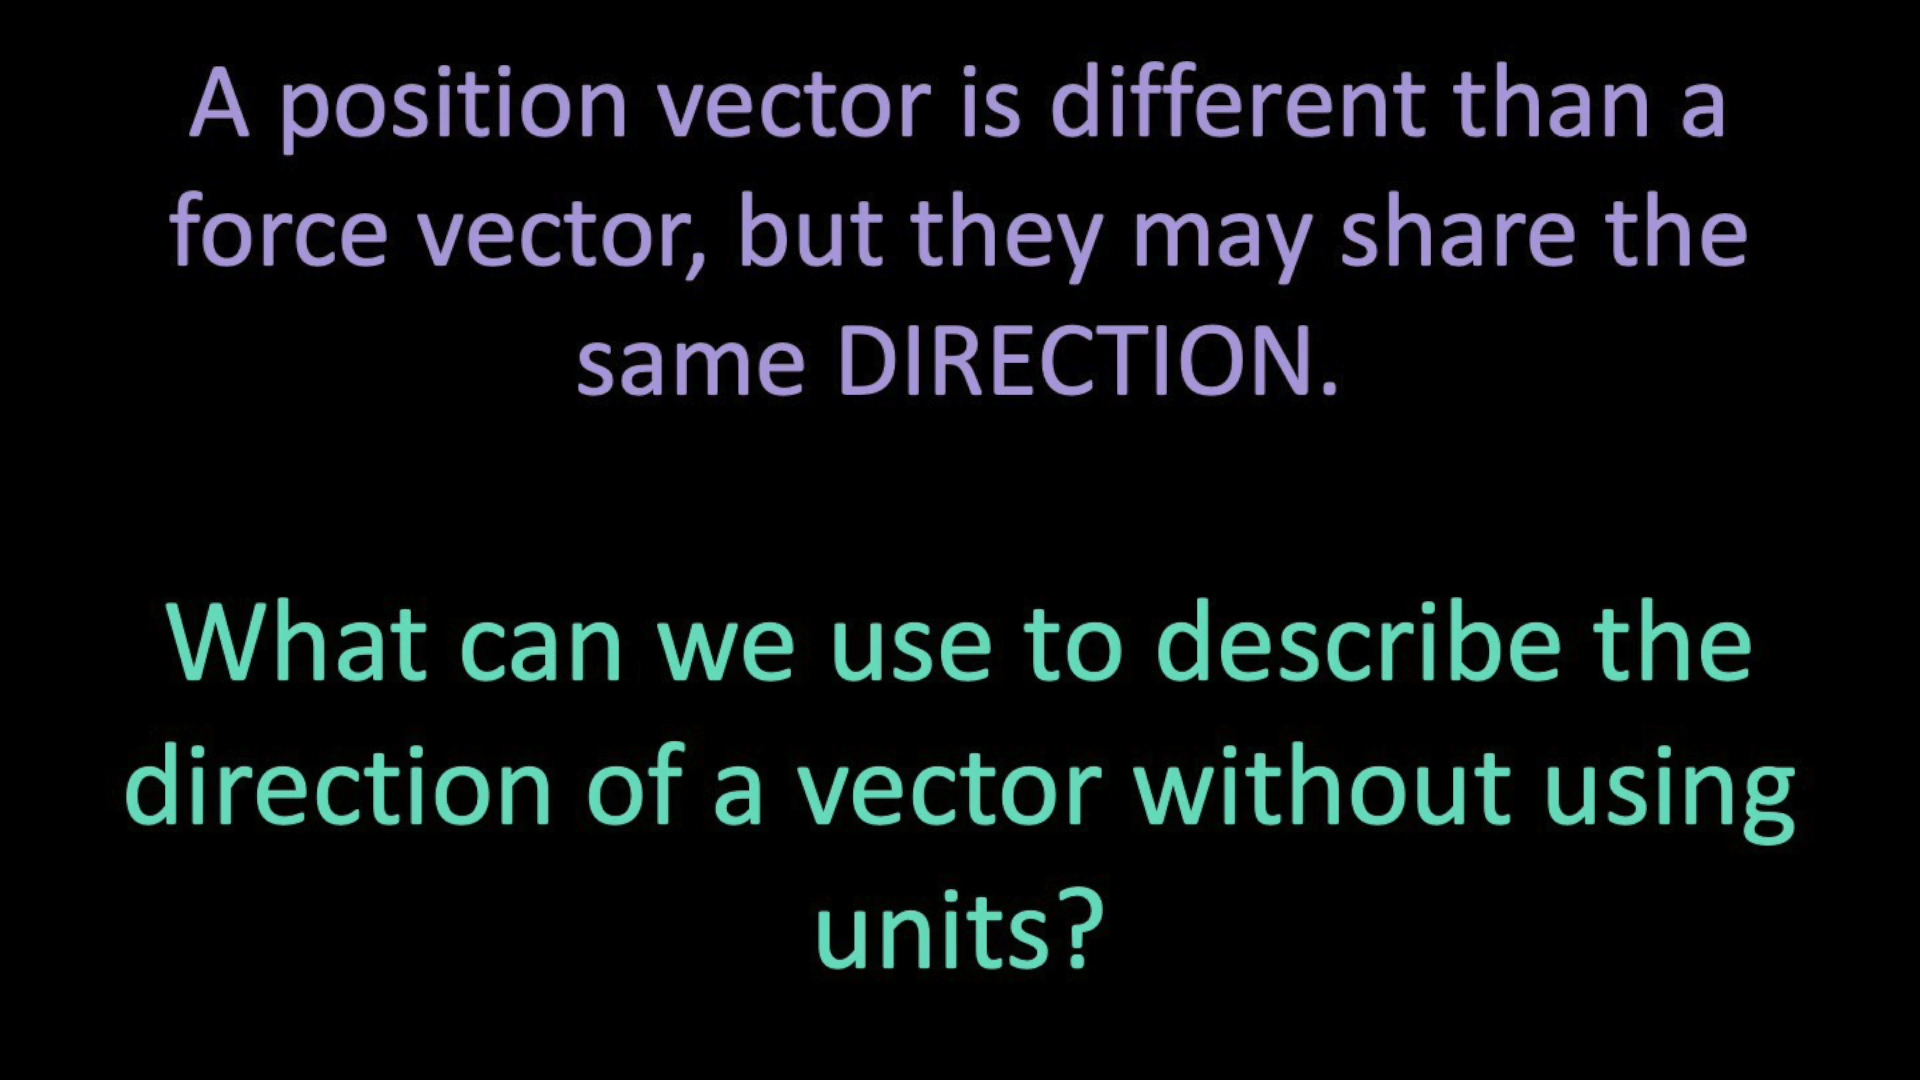 A position vector is different than a
force vector, but they may share the
same DIRECTION.
What can we use to describe the
direction of a vector without using
units?